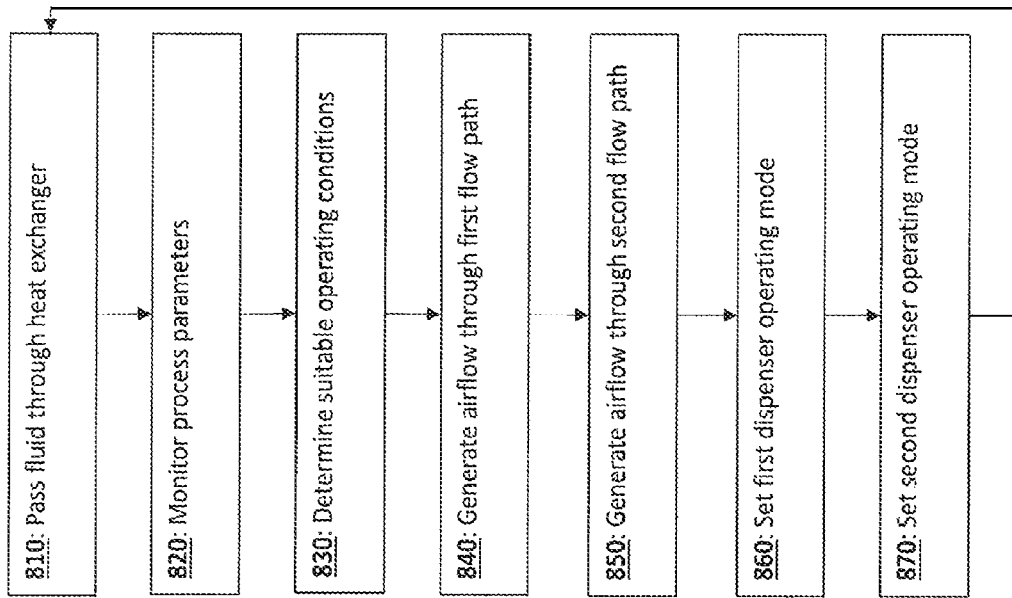 810: Pass fluid through heat exchanger
820: Monitor process parameters
830: Determine suitable operating conditions
840: Generate airflow through first flow path
850: Generate airflow through second flow path
860: Set first dispenser operating mode
870: Set second dispenser operating mode